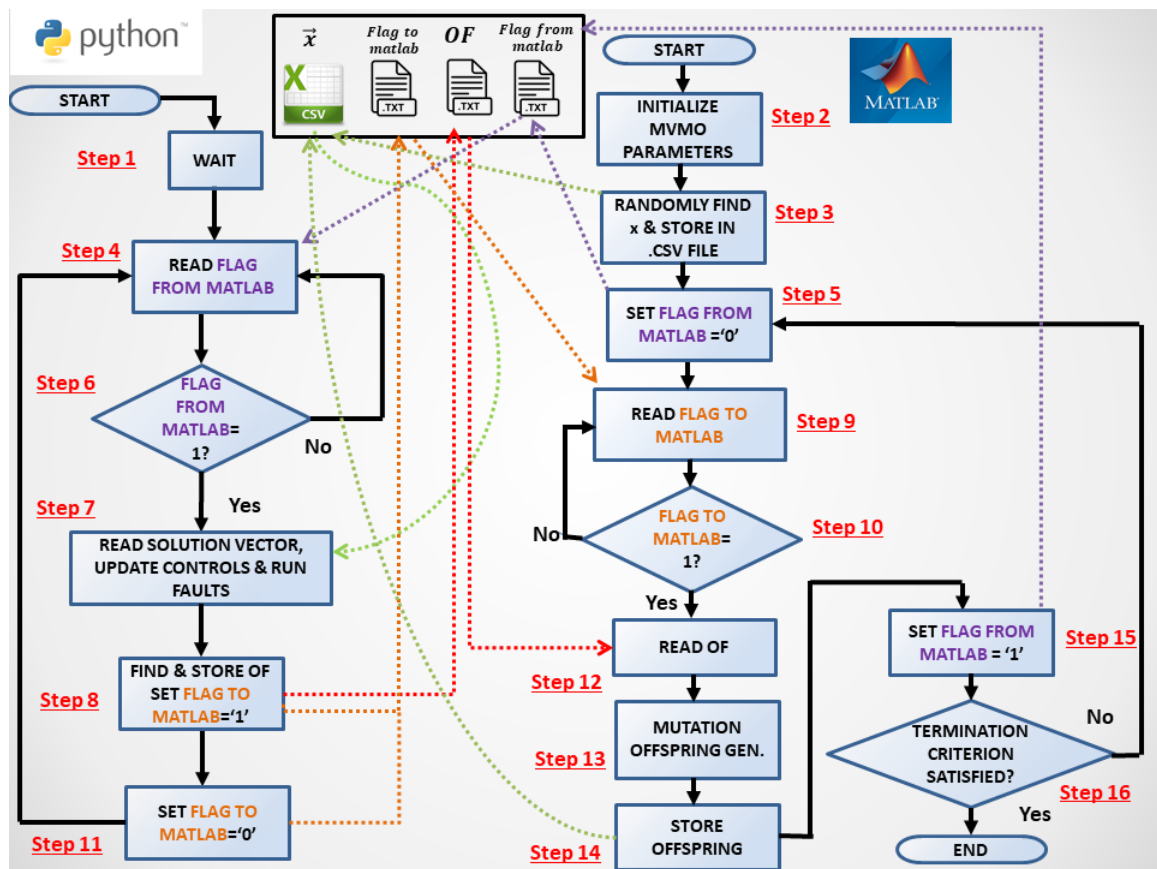 python™
START
Step 1
WAIT
Step 4
READ FLAG
FROM MATLAB
Step 6
FLAG
FROM
MATLAB=
1?
No
Yes
Step 7
READ SOLUTION VECTOR,
UPDATE CONTROLS & RUN
FAULTS
Step 8
FIND & STORE OF
SET FLAG TO
MATLAB=‘1’
Step 11
SET FLAG TO
MATLAB=‘0’
x⃗
X
CSV
Flag to
matlab
.TXT
OF
.TXT
Flag from
matlab
.TXT
MATLAB®
START
INITIALIZE
MVMO
PARAMETERS
Step 2
RANDOMLY FIND
x & STORE IN
.CSV FILE
Step 3
SET FLAG FROM
MATLAB =‘0’
Step 5
READ FLAG TO
MATLAB
Step 9
FLAG TO
MATLAB=
1?
Step 10
No
Yes
READ OF
Step 12
MUTATION
OFFSPRING GEN.
Step 13
STORE
OFFSPRING
Step 14
SET FLAG FROM
MATLAB = ‘1’
Step 15
TERMINATION
CRITERION
SATISFIED?
No
Step 16
Yes
END